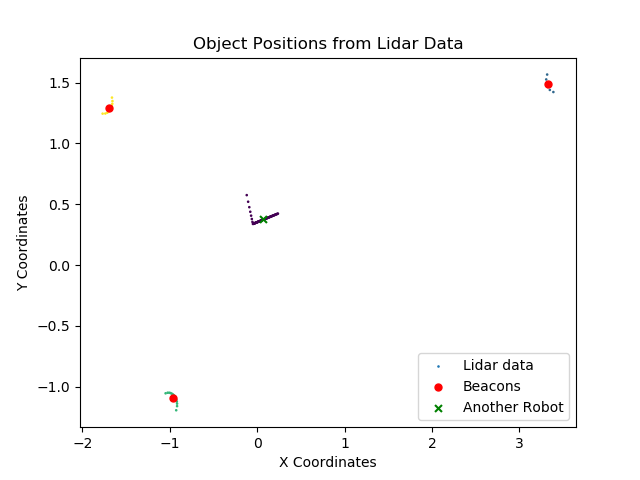 Object Positions from Lidar Data
1.5
1.0
0.5
0.0
−0.5
−1.0
Y Coordinates
−2
−1
0
1
2
3
X Coordinates
Lidar data
Beacons
Another Robot